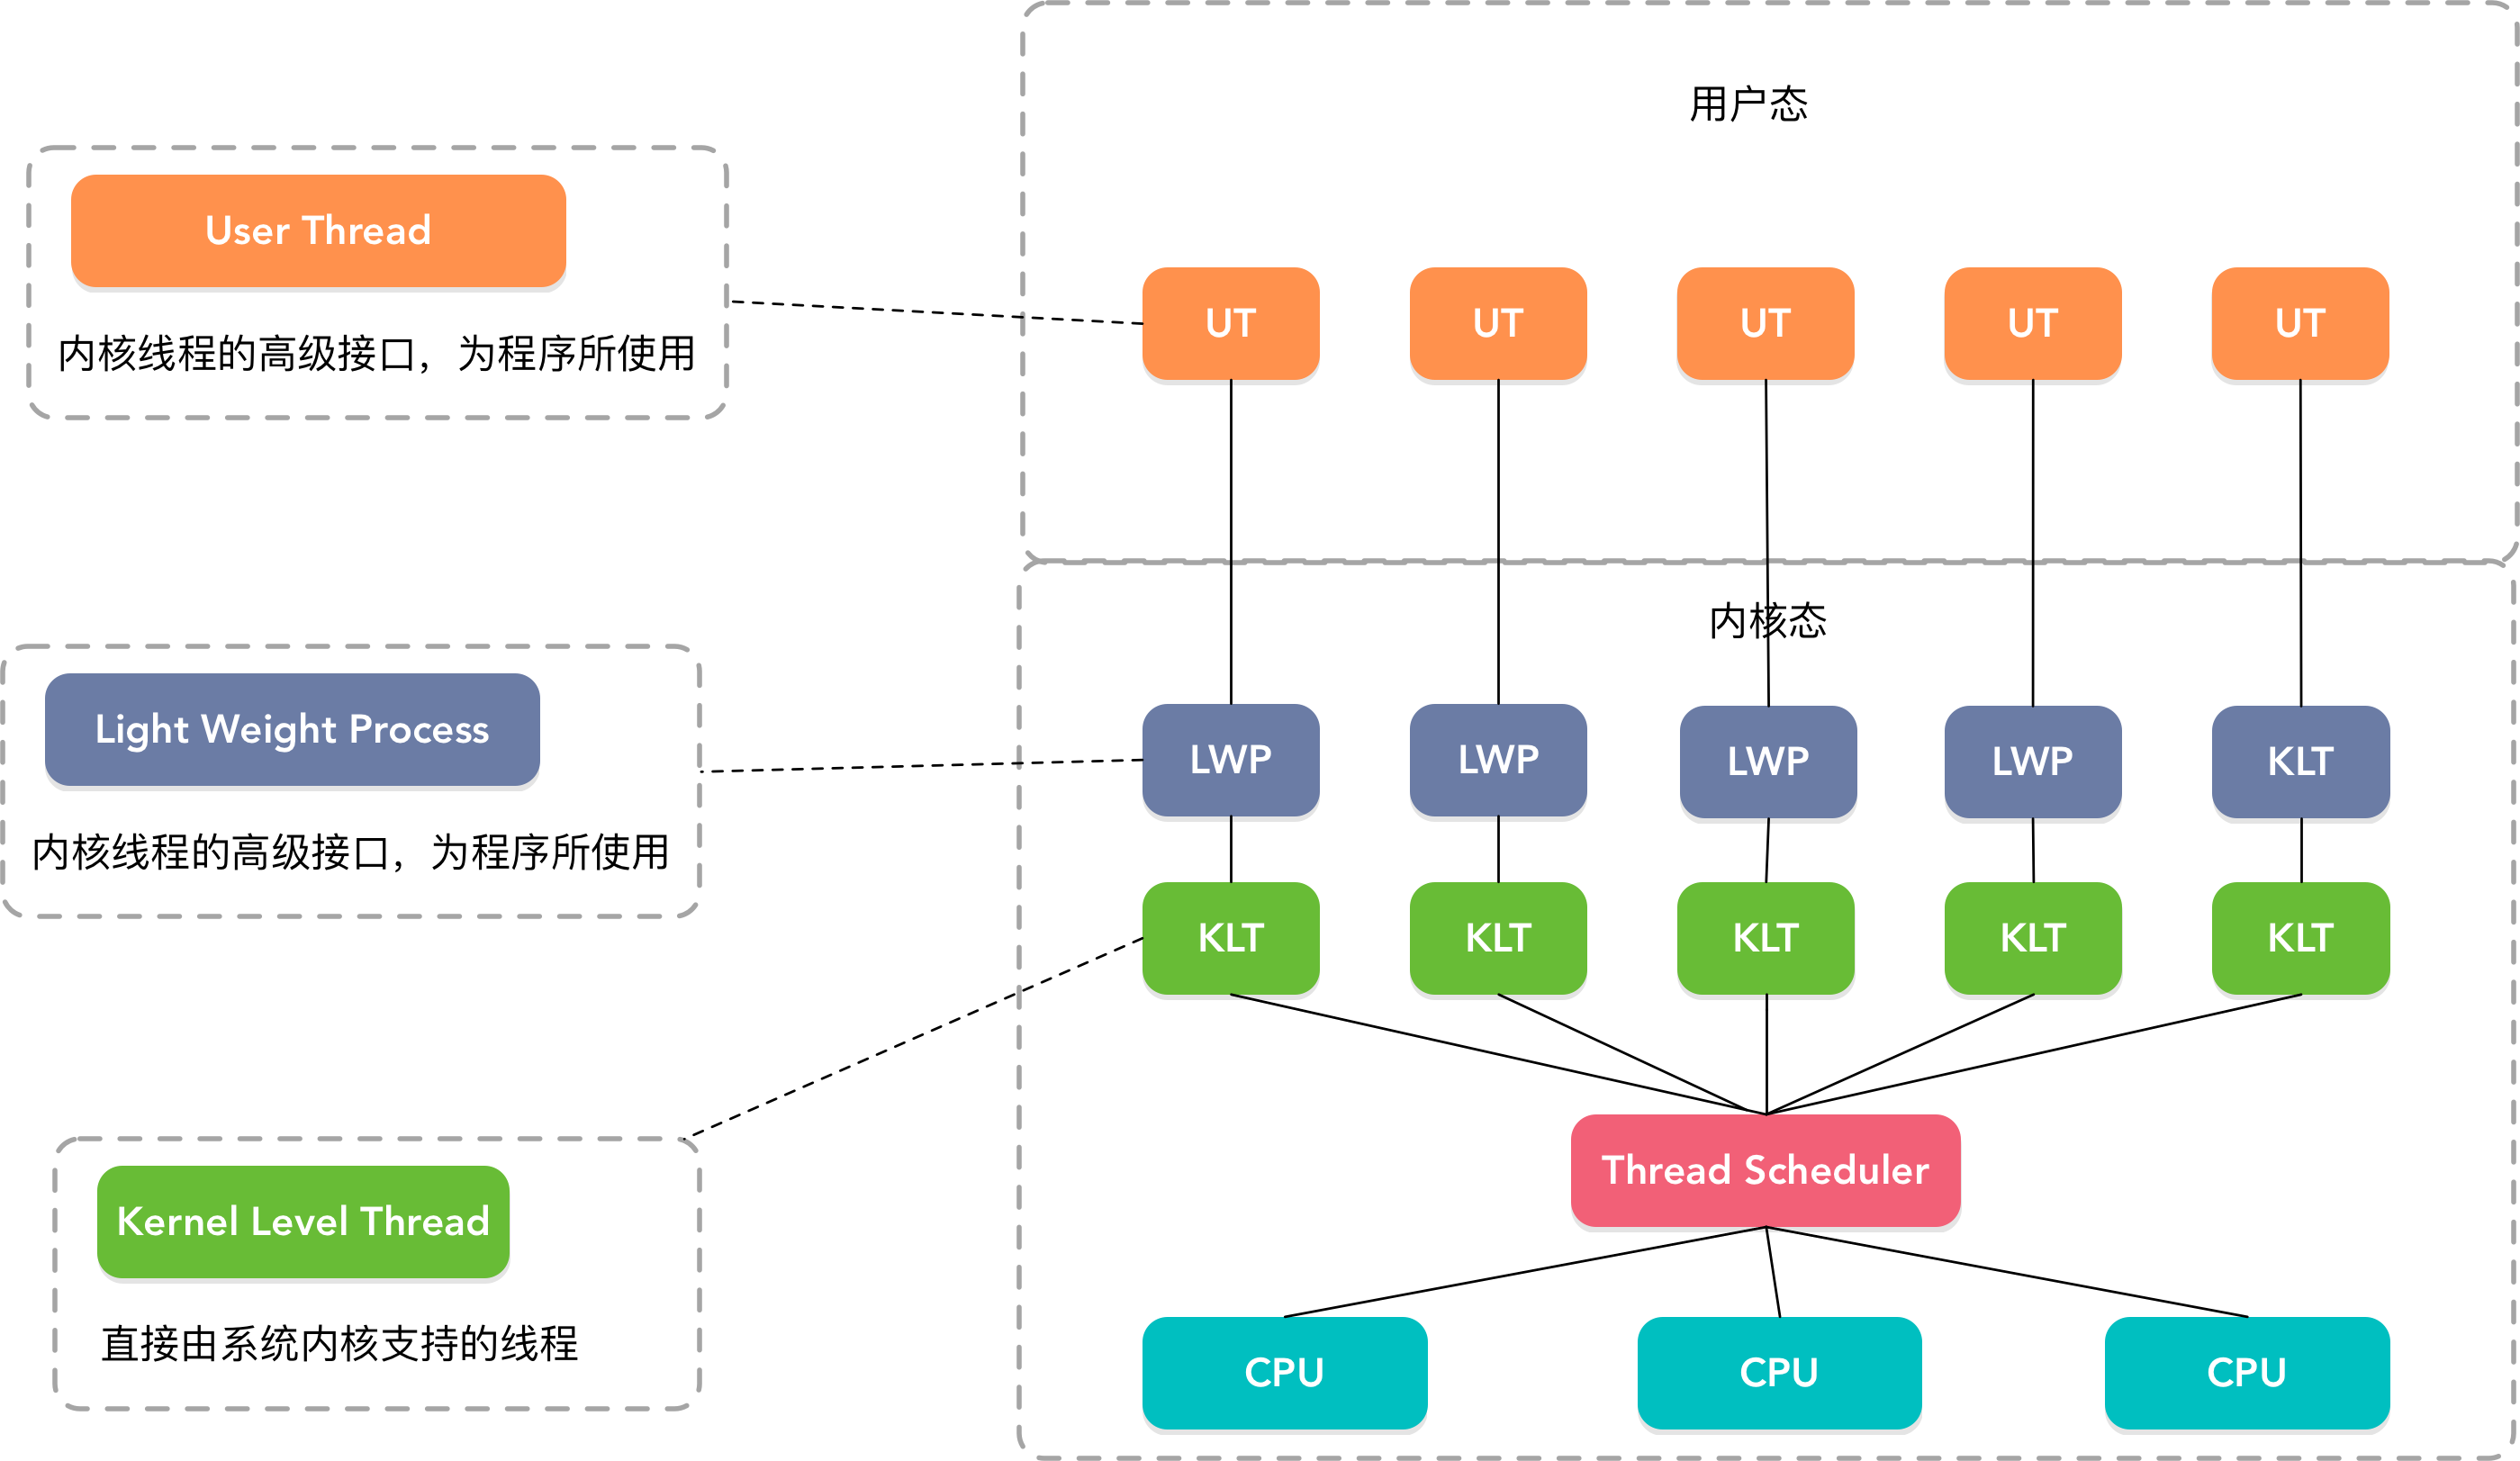 用户态
User Thread
内核线程的高级接口，为程序所使用
UT UT UT UT UT
内核态
Light Weight Process
内核线程的高级接口，为程序所使用
LWP LWP LWP LWP KLT
KLT KLT KLT KLT KLT
Thread Scheduler
Kernel Level Thread
直接由系统内核支持的线程
CPU CPU CPU